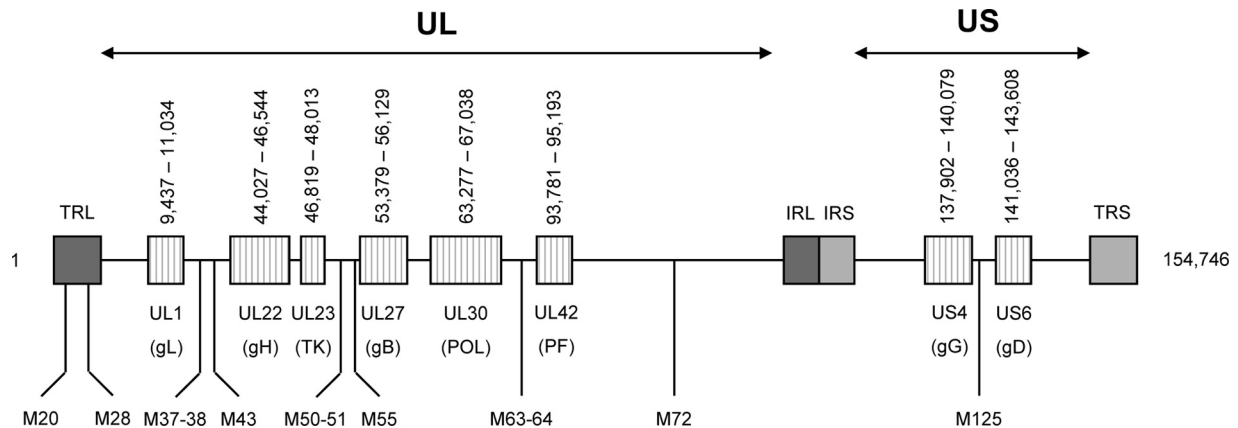 UL
US
9,437 – 11,034
44,027 – 46,544
46,819 – 48,013
53,379 – 56,129
63,277 – 67,038
93,781 – 95,193
137,902 – 140,079
141,036 – 143,608
TRL
IRL
IRS
TRS
1
154,746
UL1
(gL)
UL22
(gH)
UL23
(TK)
UL27
(gB)
UL30
(POL)
UL42
(PF)
US4
(gG)
US6
(gD)
M20
M28
M37-38
M43
M50-51
M55
M63-64
M72
M125